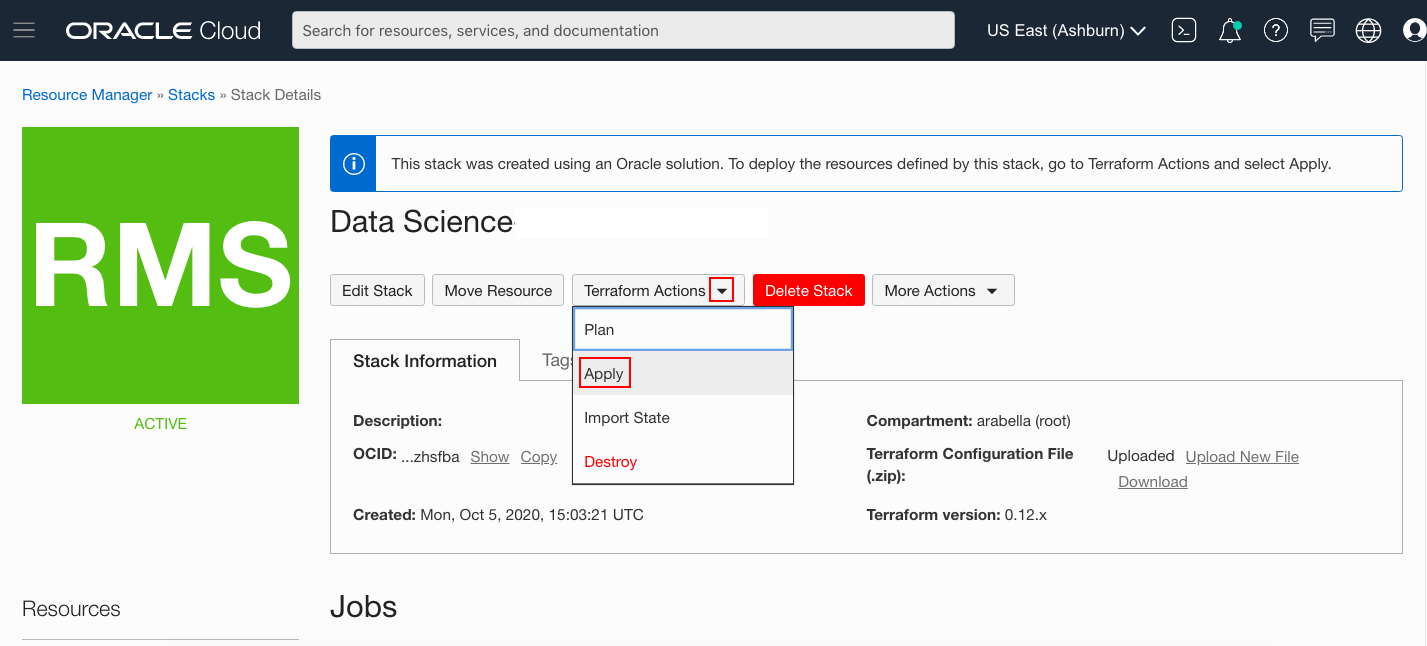 ORACLE Cloud
Search for resources, services, and documentation
US East (Ashburn)
Resource Manager » Stacks » Stack Details
RMS
ACTIVE
This stack was created using an Oracle solution. To deploy the resources defined by this stack, go to Terraform Actions and select Apply.
Data Science
Edit Stack
Move Resource
Terraform Actions
Delete Stack
More Actions
Plan
Apply
Import State
Destroy
Stack Information
Tags
Description:
OCID: ...zhsfba Show Copy
Created: Mon, Oct 5, 2020, 15:03:21 UTC
Compartment: arabella (root)
Terraform Configuration File
(.zip):
Uploaded Upload New File
Download
Terraform version: 0.12.x
Resources
Jobs